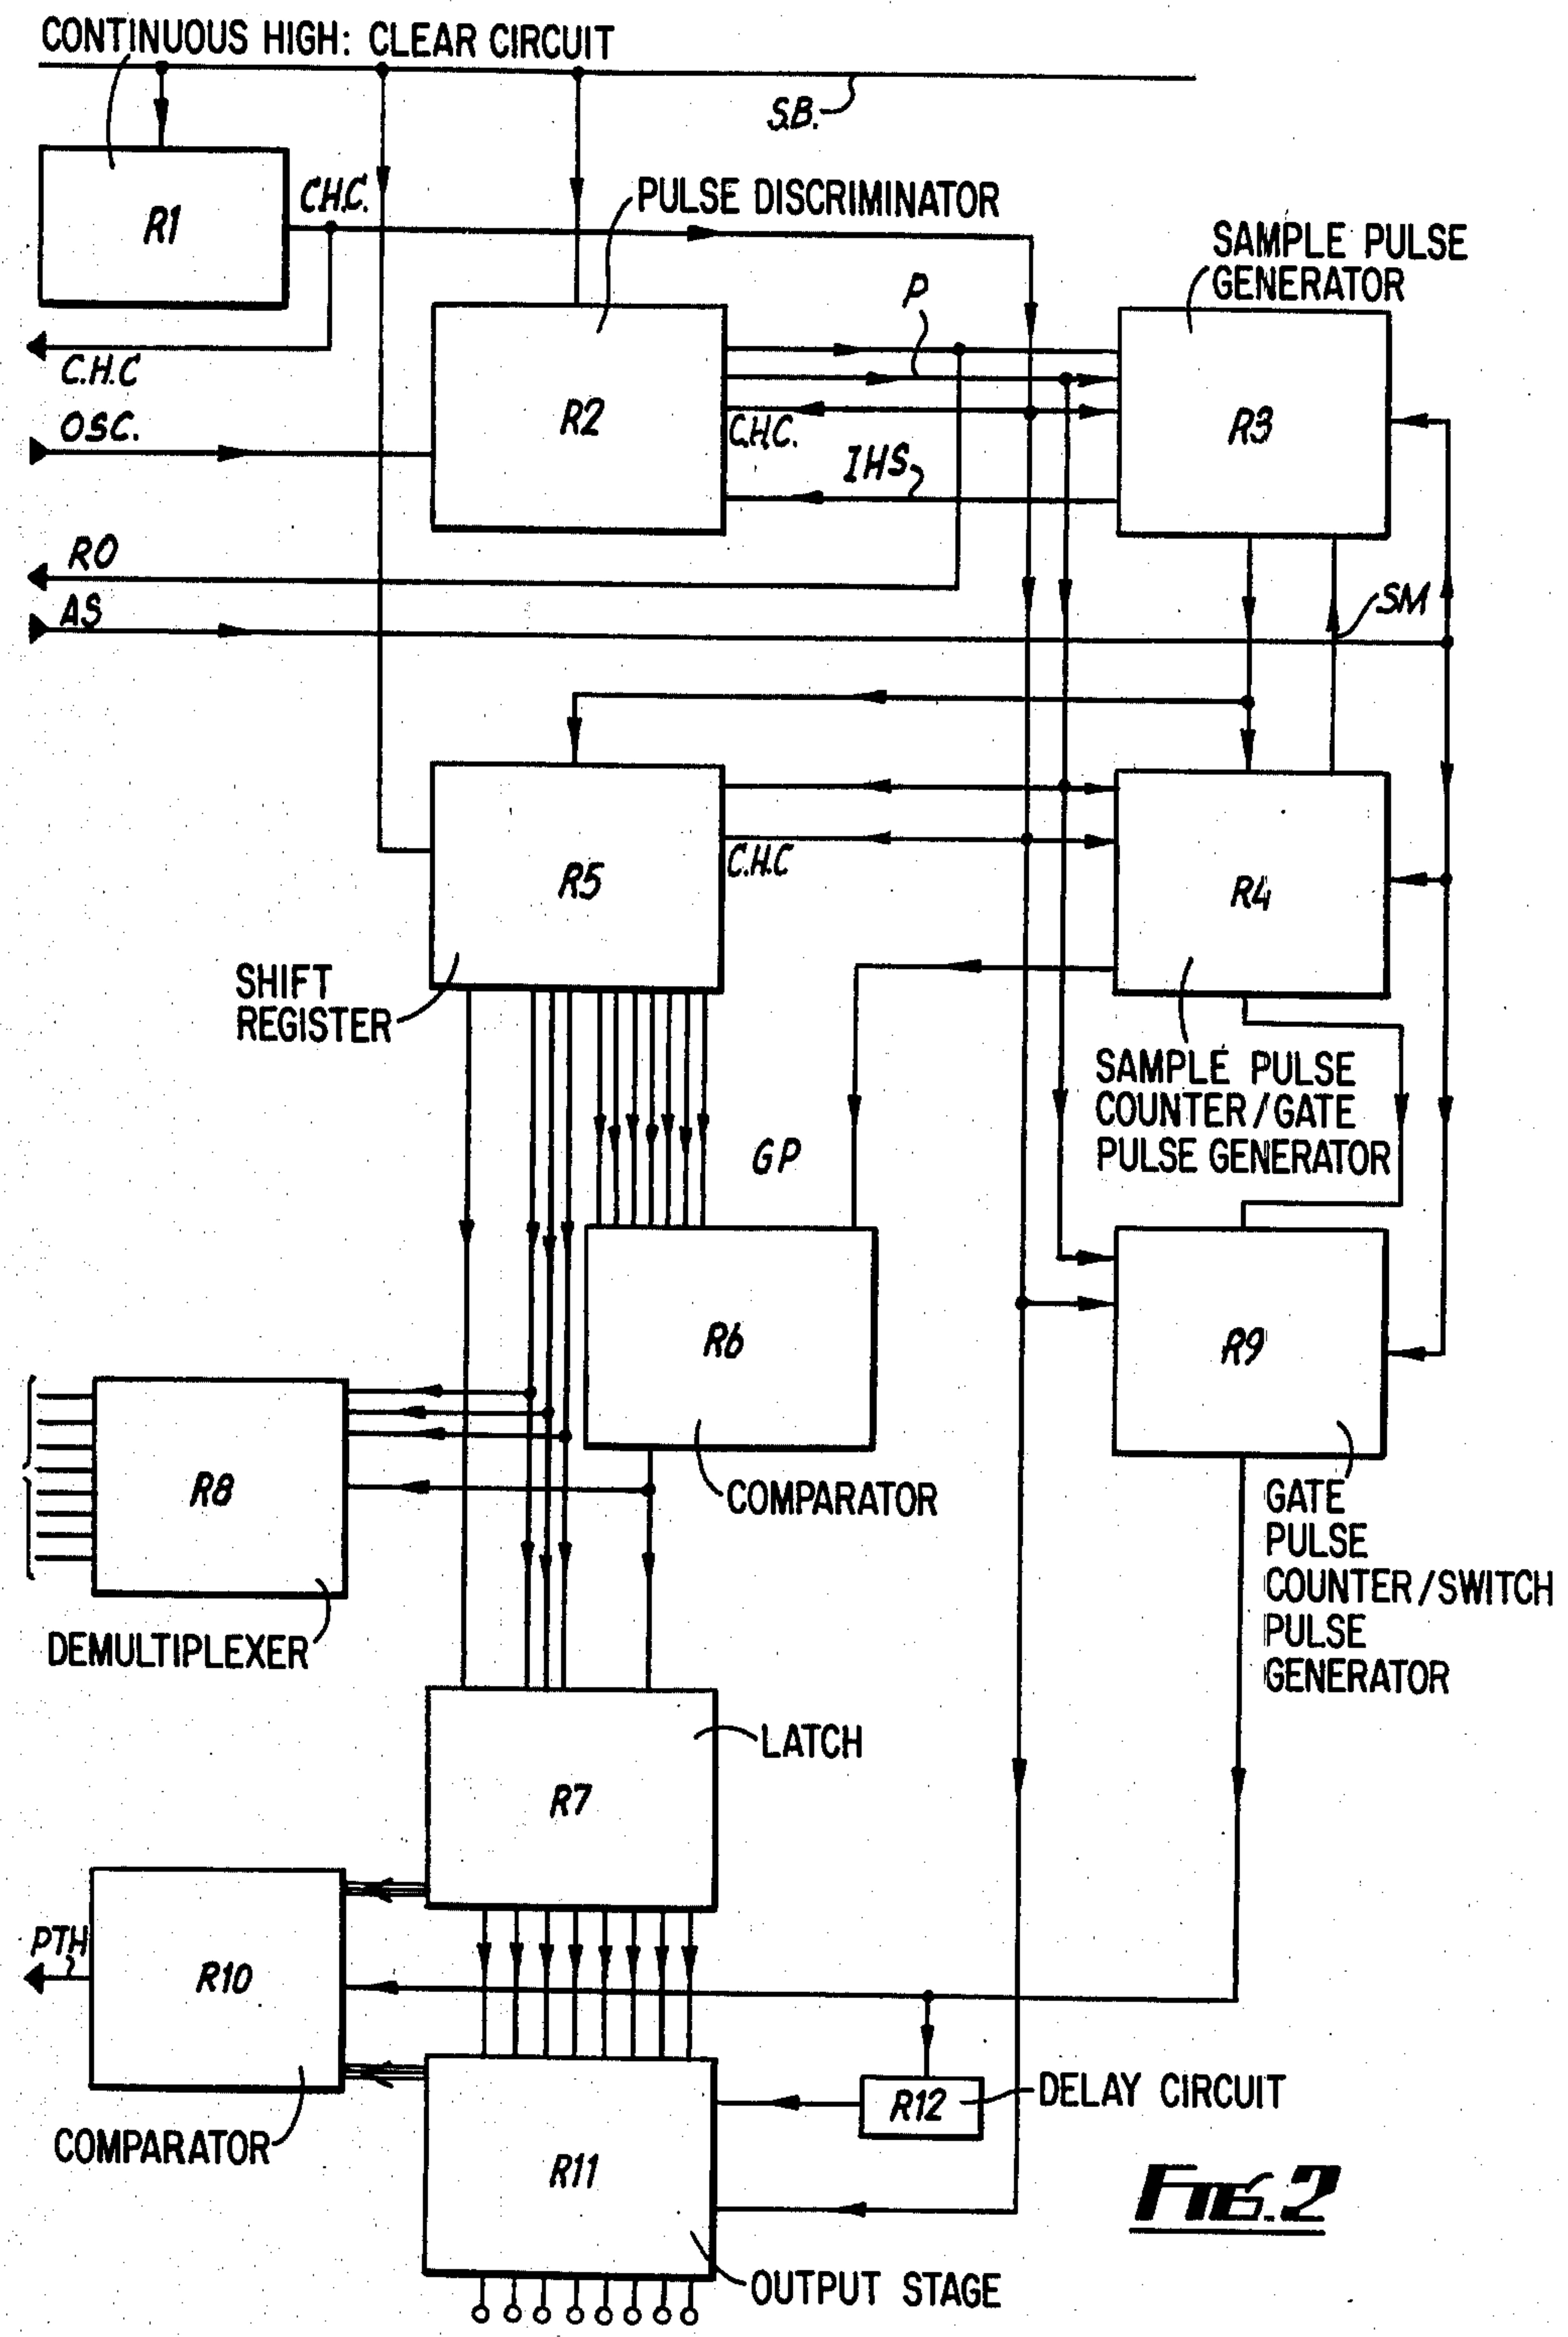 CONTINUOUS HIGH: CLEAR CIRCUIT
S.B.
R1
C.H.C.
PULSE DISCRIMINATOR
SAMPLE PULSE
GENERATOR
P
C.H.C
OSC.
R2
C.H.C.
R3
IHS
RO
AS
SM
R5
C.H.C
R4
SHIFT
REGISTER
SAMPLE PULSE
COUNTER/GATE
PULSE GENERATOR
GP
R6
R9
R8
COMPARATOR
GATE
PULSE
COUNTER/SWITCH
PULSE
GENERATOR
DEMULTIPLEXER
LATCH
R7
PTH
R10
R12
DELAY CIRCUIT
COMPARATOR
R11
FIG. 2
OUTPUT STAGE